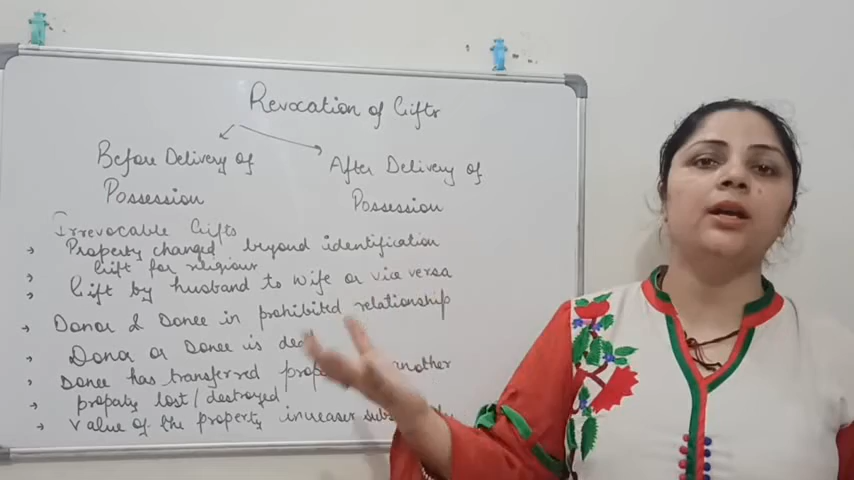 Revocation of Gifts
Before Delivery of
Possession
After Delivery of
Possession
Irrevocable Gifts
→ Property changed beyond identification
→ Gift for religious
→ Gift by husband to wife or vice versa
→ Donor & Donee in prohibited relationship
→ Donor or Donee is
→ Donee has transferred another
→ property lost / destroyed
→ Value of the property increases